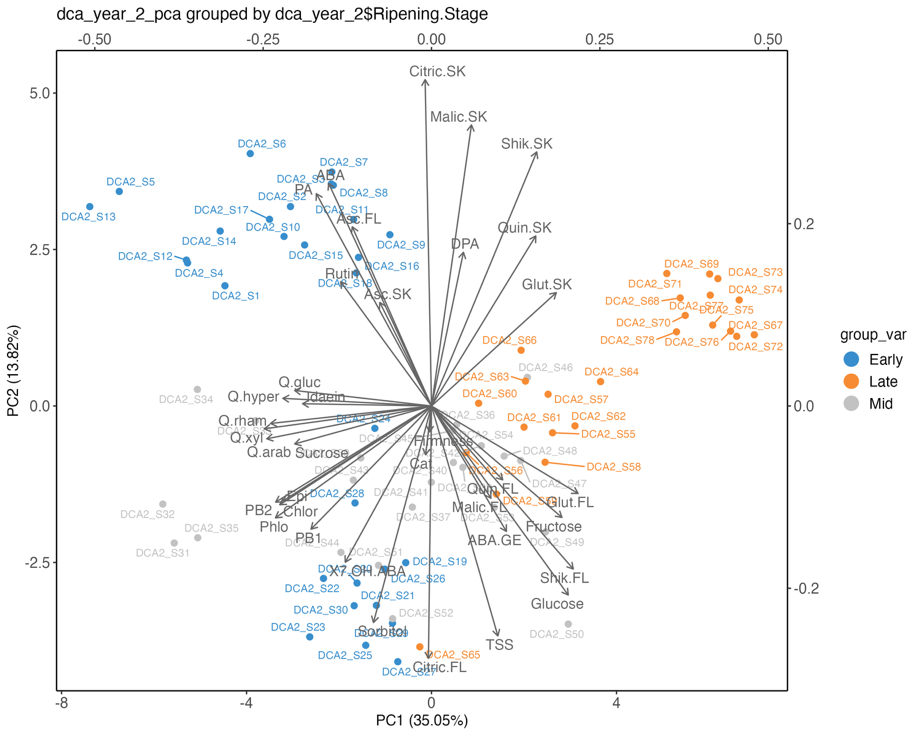 dca_year_2_pca grouped by dca_year_2$Ripening.Stage
-0.50 -0.25 0.00 0.25 0.50
Citric.SK
5.0
Malic.SK
Shik.SK
DCA2_S6
DCA2_S7
ABA
DCA2_S5
PA
DCA2_S8
DCA2_S2
DCA2_S13
DCA2_S17
DCA2_S11
Asc.FL
DCA2_S10
Quin.SK
0.2
DCA2_S14
DCA2_S9
DPA
2.5
DCA2_S15
DCA2_S12
DCA2_S16
DCA2_S4
Rutin
DCA2_S18
DCA2_S69
DCA2_S73
DCA2_S71
DCA2_S1
Asc.SK
Glut.SK
DCA2_S74
DCA2_S68
DCA2_S77
DCA2_S75
DCA2_S70
DCA2_S67
DCA2_S78
DCA2_S76
DCA2_S72
DCA2_S66
group_var
Early
Late
Mid
DCA2_S46
DCA2_S64
DCA2_S63
Q.gluc
DCA2_S34
Q.hyper
Idaein
DCA2_S60
DCA2_S57
0.0
0.0
PC2 (13.82%)
DCA2_S36
DCA2_S61
DCA2_S62
Q.rham
DCA2_S24
DCA2_S55
Q.xyl
Firmness
Q.arab
Sucrose
DCA2_S48
Cat
DCA2_S43
DCA2_S56
DCA2_S58
DCA2_S47
DCA2_S41
Quin.FL
Epi
DCA2_S28
Glut.FL
PB2
Chlor
Malic.FL
DCA2_S32
DCA2_S37
Phlo
Fructose
DCA2_S35
PB1
ABA.GE
DCA2_S49
DCA2_S44
DCA2_S31
DCA2_S51
-2.5
DCA2_S19
X7.OH.ABA
DCA2_S26
Shik.FL
DCA2_S22
-0.2
DCA2_S21
Glucose
DCA2_S30
DCA2_S52
DCA2_S23
Sorbitol
DCA2_S50
TSS
DCA2_S25
DCA2_S65
Citric.FL
DCA2_S27
-8 -4 0 4
PC1 (35.05%)